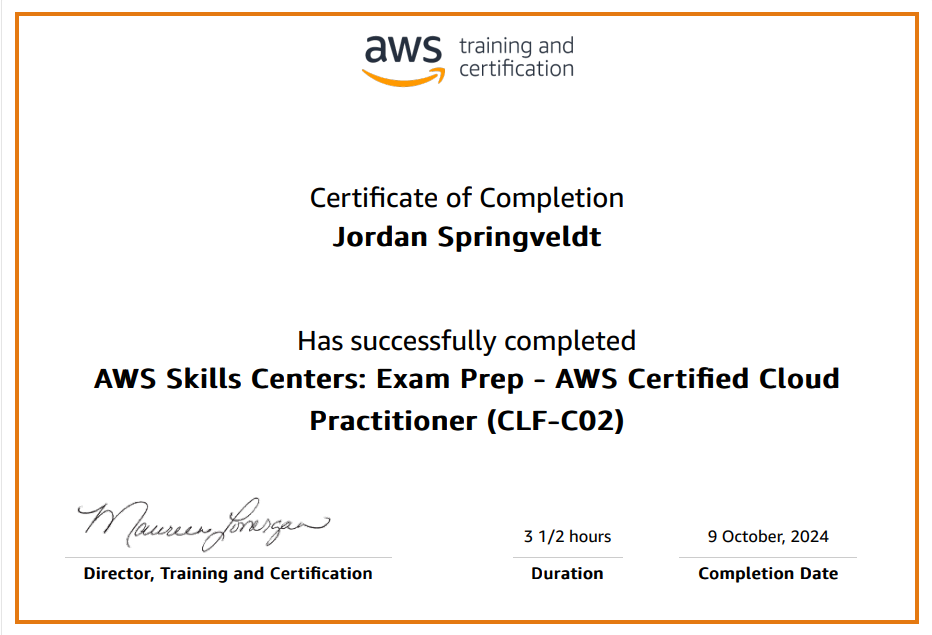 aws training and
certification
Certificate of Completion
Jordan Springveldt
Has successfully completed
AWS Skills Centers: Exam Prep - AWS Certified Cloud
Practitioner (CLF-C02)
Maureen Lonergan
3 1/2 hours
9 October, 2024
Director, Training and Certification
Duration
Completion Date